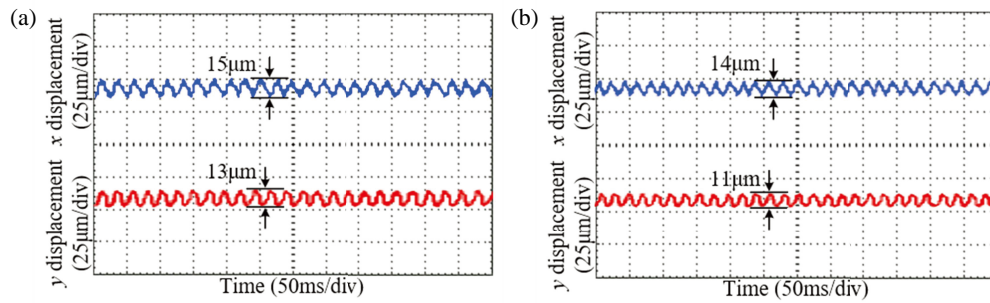 (a)
x displacement
(25μm/div)
15μm
y displacement
(25μm/div)
13μm
Time (50ms/div)
(b)
x displacement
(25μm/div)
14μm
y displacement
(25μm/div)
11μm
Time (50ms/div)